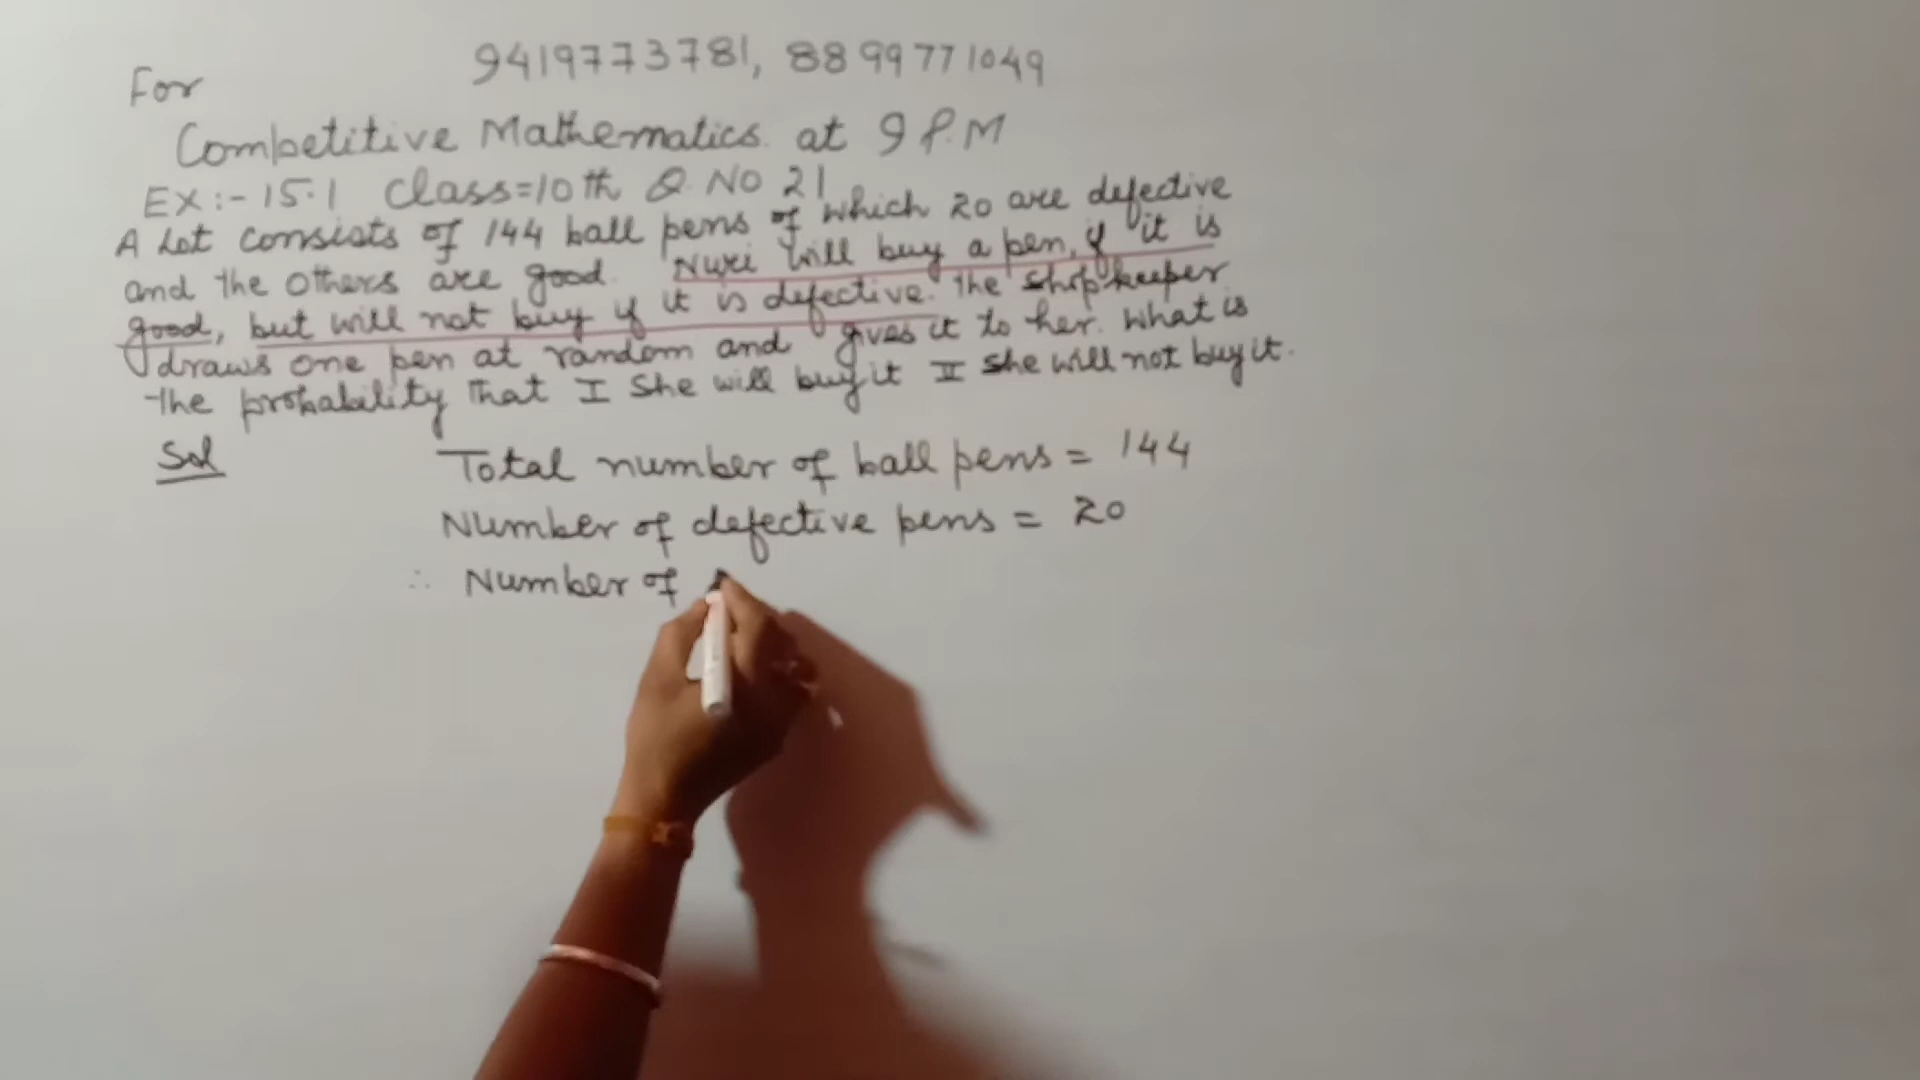 9419773781, 8899771049
For
Competitive Mathematics. at 9 P.M
EX:- 15.1 Class=10th Q. NO 21
A Lot consists of 144 ball pens of which 20 are defective
and the others are good. Nuri will buy a pen, if it is
good, but will not buy if it is defective. The shopkeeper
draws one pen at random and gives it to her. What is
the probability that I She will buy it II She will not buy it.
Sol Total number of ball pens = 144
Number of defective pens = 20
∴ Number of